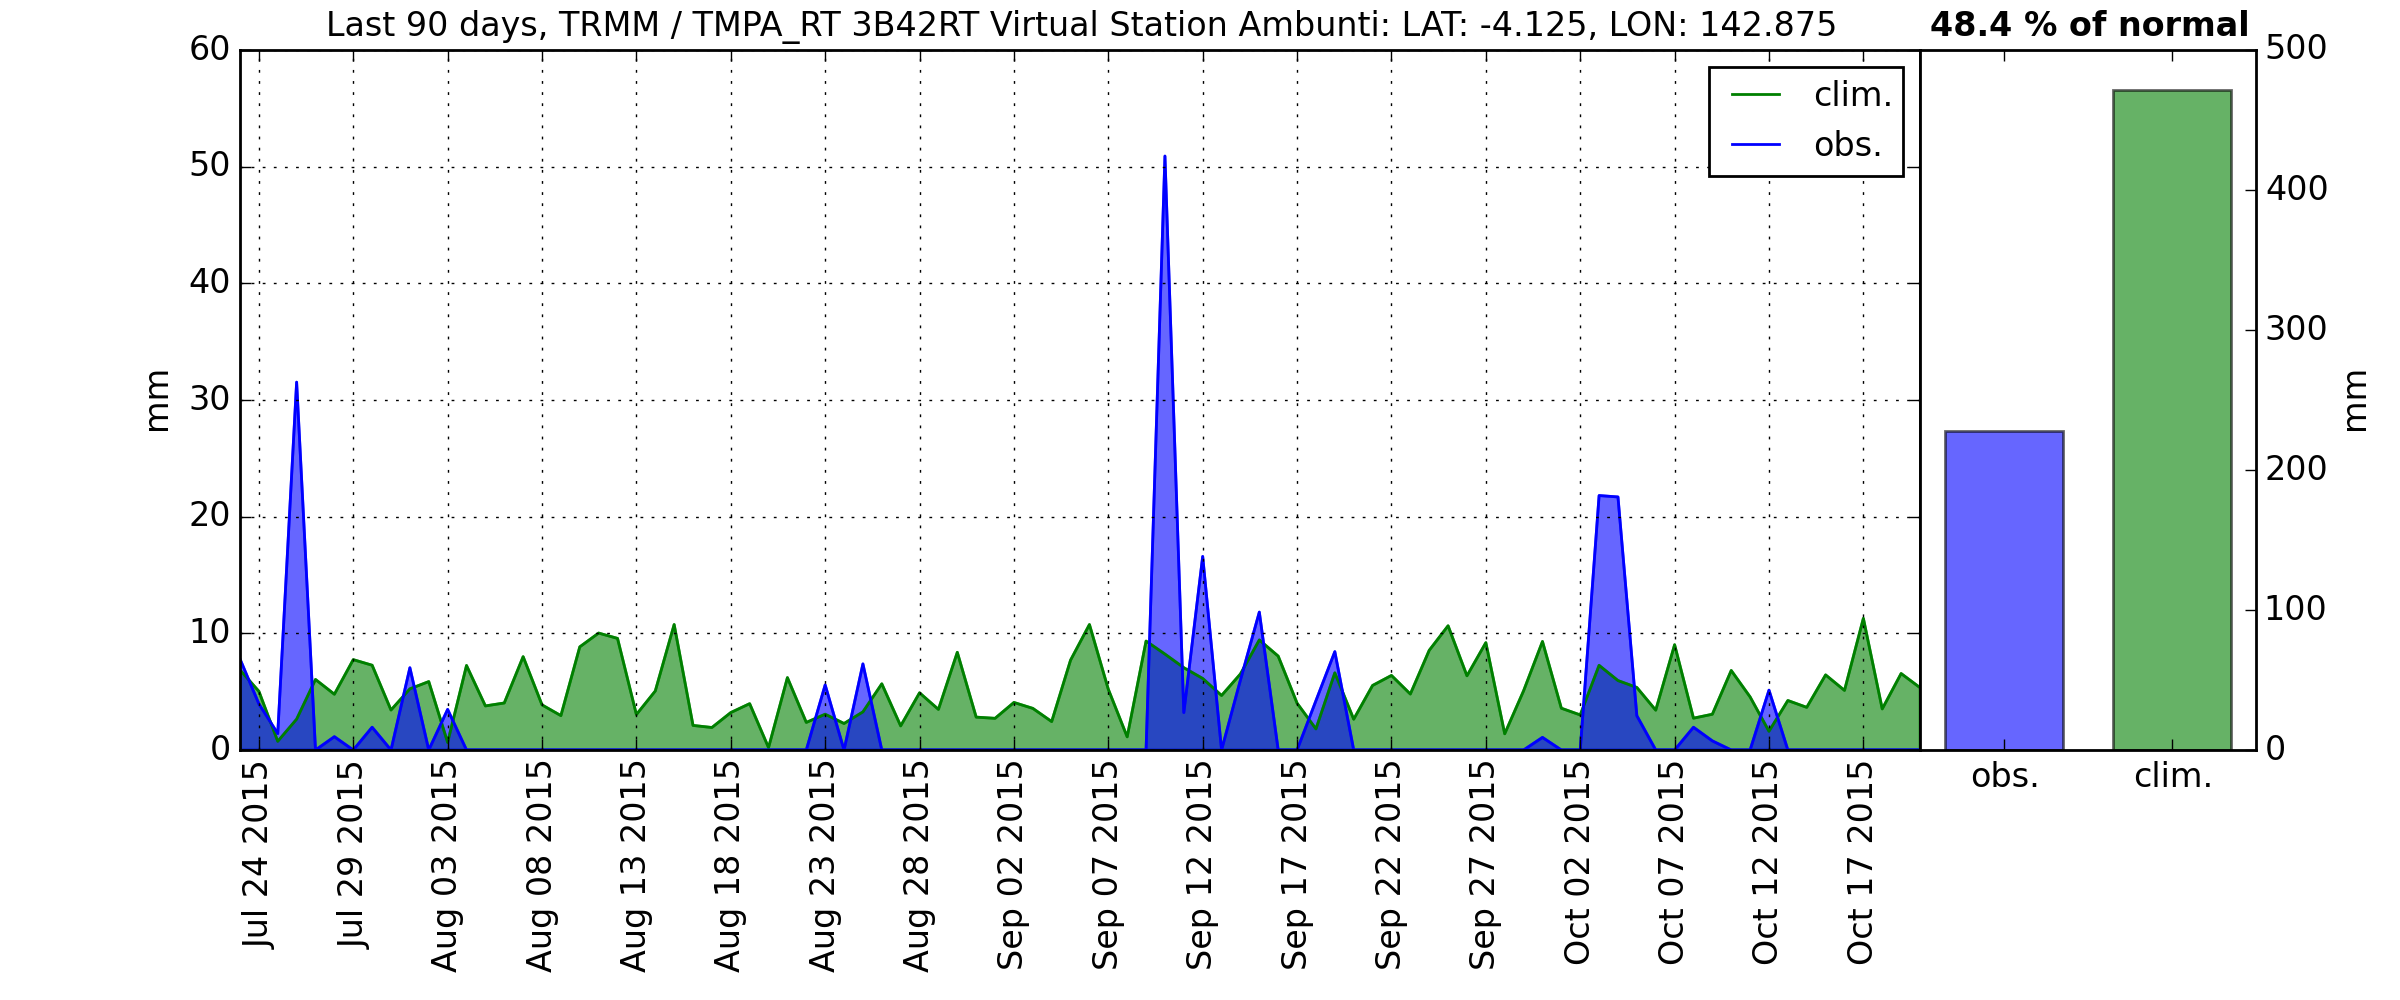 Last 90 days, TRMM / TMPA_RT 3B42RT Virtual Station Ambunti: LAT: -4.125, LON: 142.875
48.4 % of normal
60
50
40
30
20
10
0
mm
clim.
obs.
Jul 24 2015
Jul 29 2015
Aug 03 2015
Aug 08 2015
Aug 13 2015
Aug 18 2015
Aug 23 2015
Aug 28 2015
Sep 02 2015
Sep 07 2015
Sep 12 2015
Sep 17 2015
Sep 22 2015
Sep 27 2015
Oct 02 2015
Oct 07 2015
Oct 12 2015
Oct 17 2015
500
400
300
200
100
0
mm
obs.
clim.